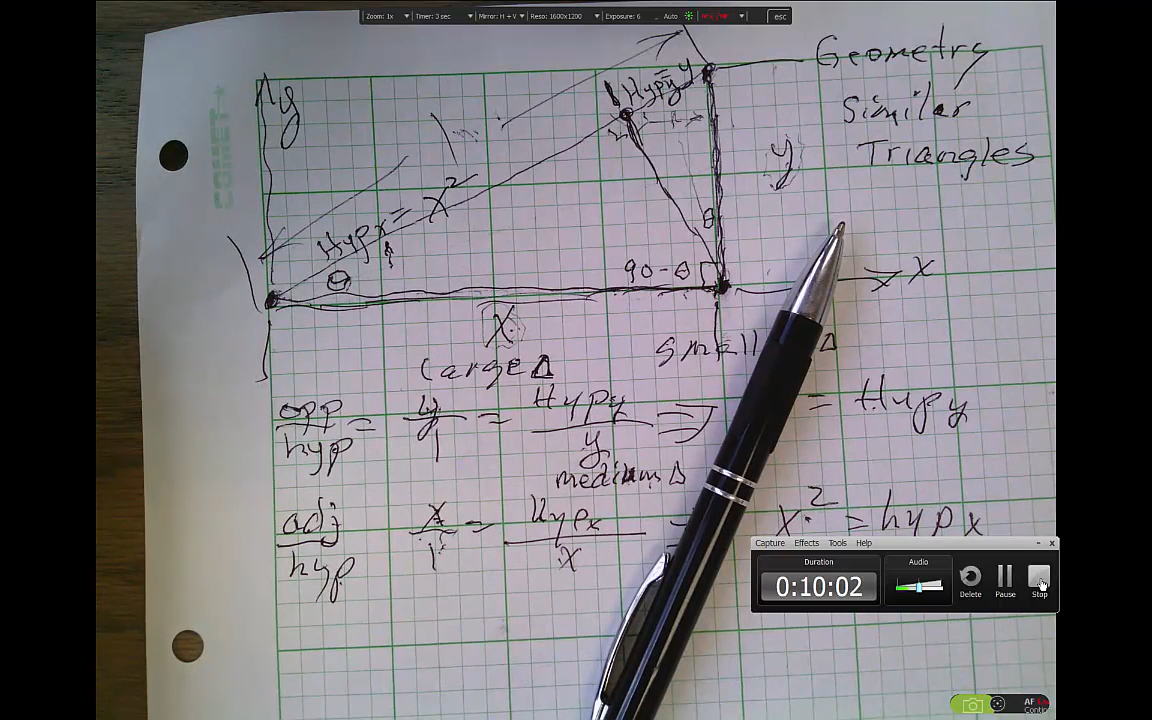 Zoom: 1x Timer: 3 sec Mirror: H + V Reso: 1600x1200 Exposure: 6 Auto esc
Geometry
Similar
Triangles
y
Hypy
y
COMET
Hypx = x²
θ
θ
90-θ
x
x
small Δ
large Δ
opp/hyp = y/1 = Hypy/y ⇒ = Hypy
medium Δ
adj/hyp x/1 = Hypx/x x² = hypx
Capture Effects Tools Help
Duration
Audio
0:10:02
Delete Pause Stop
AF